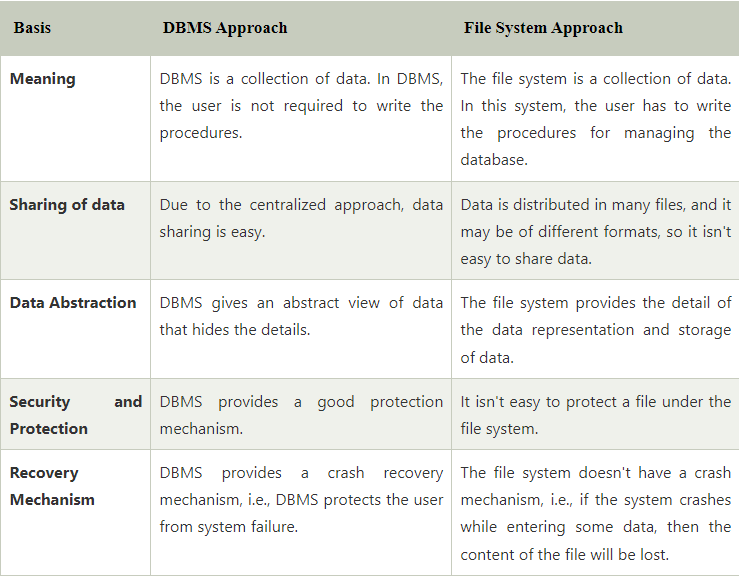 Basis DBMS Approach File System Approach
Meaning DBMS is a collection of data. In DBMS, The file system is a collection of data.
the user is not required to write the In this system, the user has to write
procedures. the procedures for managing the
database.
Sharing of data Due to the centralized approach, data Data is distributed in many files, and it
sharing is easy. may be of different formats, so it isn't
easy to share data.
Data Abstraction DBMS gives an abstract view of data The file system provides the detail of
that hides the details. the data representation and storage
of data.
Security and DBMS provides a good protection It isn't easy to protect a file under the
Protection mechanism. file system.
Recovery DBMS provides a crash recovery The file system doesn't have a crash
Mechanism mechanism, i.e., DBMS protects the user mechanism, i.e., if the system crashes
from system failure. while entering some data, then the
content of the file will be lost.